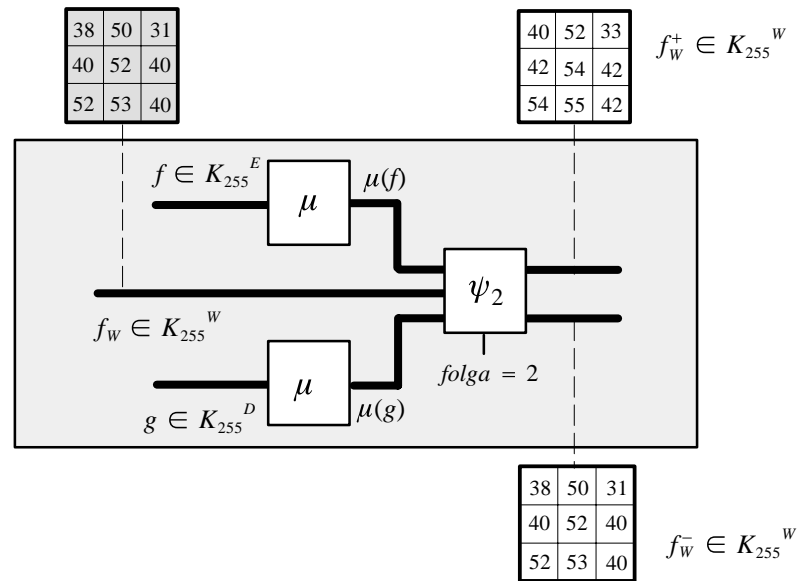 38 50 31
40 52 40
52 53 40
40 52 33
42 54 42
54 55 42
f_W^+ ∈ K_255^W
f ∈ K_255^E
μ
μ(f)
f_W ∈ K_255^W
ψ_2
folga = 2
g ∈ K_255^D
μ
μ(g)
38 50 31
40 52 40
52 53 40
f_W^- ∈ K_255^W